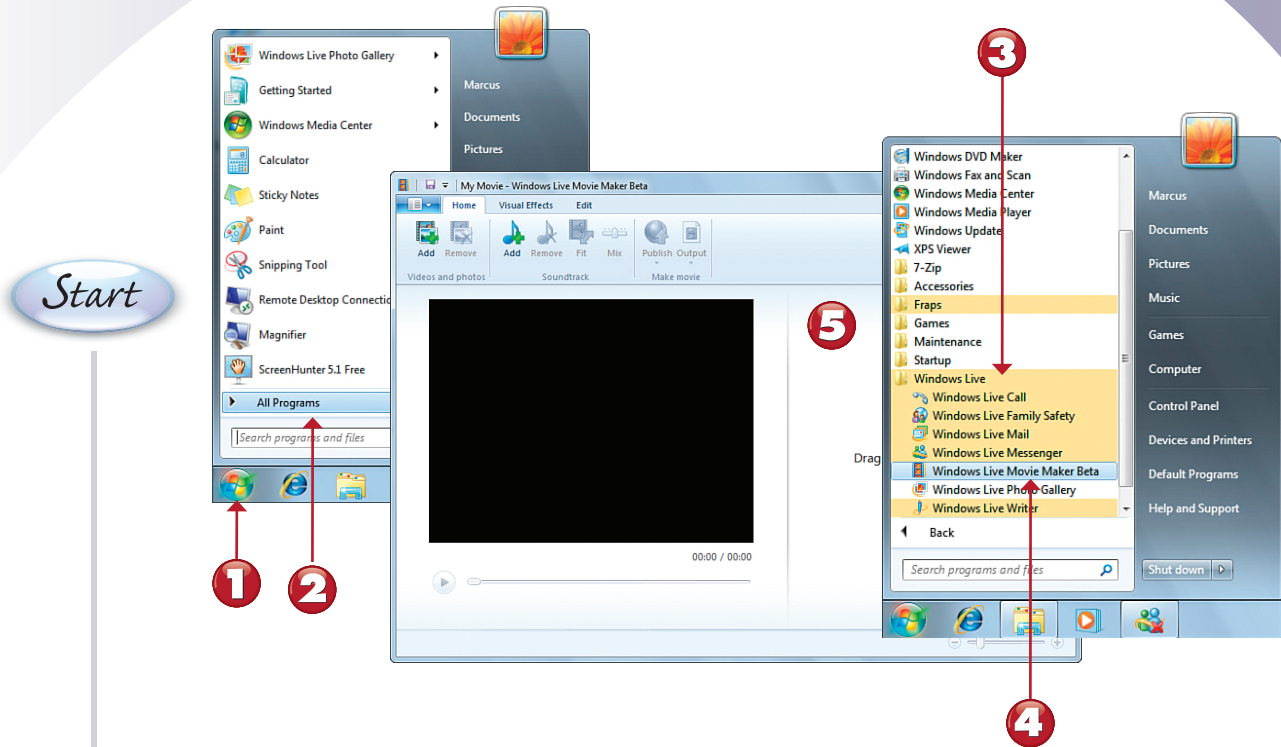 Start
Windows Live Photo Gallery
Getting Started
Windows Media Center
Calculator
Sticky Notes
Paint
Snipping Tool
Remote Desktop Connectio
Magnifier
ScreenHunter 5.1 Free
All Programs
Search programs and files
Marcus
Documents
Pictures
1
2
My Movie - Windows Live Movie Maker Beta
Home Visual Effects Edit
Add Remove Add Remove Fit Mix Publish Output
Videos and photos Soundtrack Make movie
00:00 / 00:00
5
Drag
3
Windows DVD Maker
Windows Fax and Scan
Windows Media Center
Windows Media Player
Windows Update
XPS Viewer
7-Zip
Accessories
Fraps
Games
Maintenance
Startup
Windows Live
Windows Live Call
Windows Live Family Safety
Windows Live Mail
Windows Live Messenger
Windows Live Movie Maker Beta
Windows Live Photo Gallery
Windows Live Writer
Back
Search programs and files
Marcus
Documents
Pictures
Music
Games
Computer
Control Panel
Devices and Printers
Default Programs
Help and Support
Shut down
4